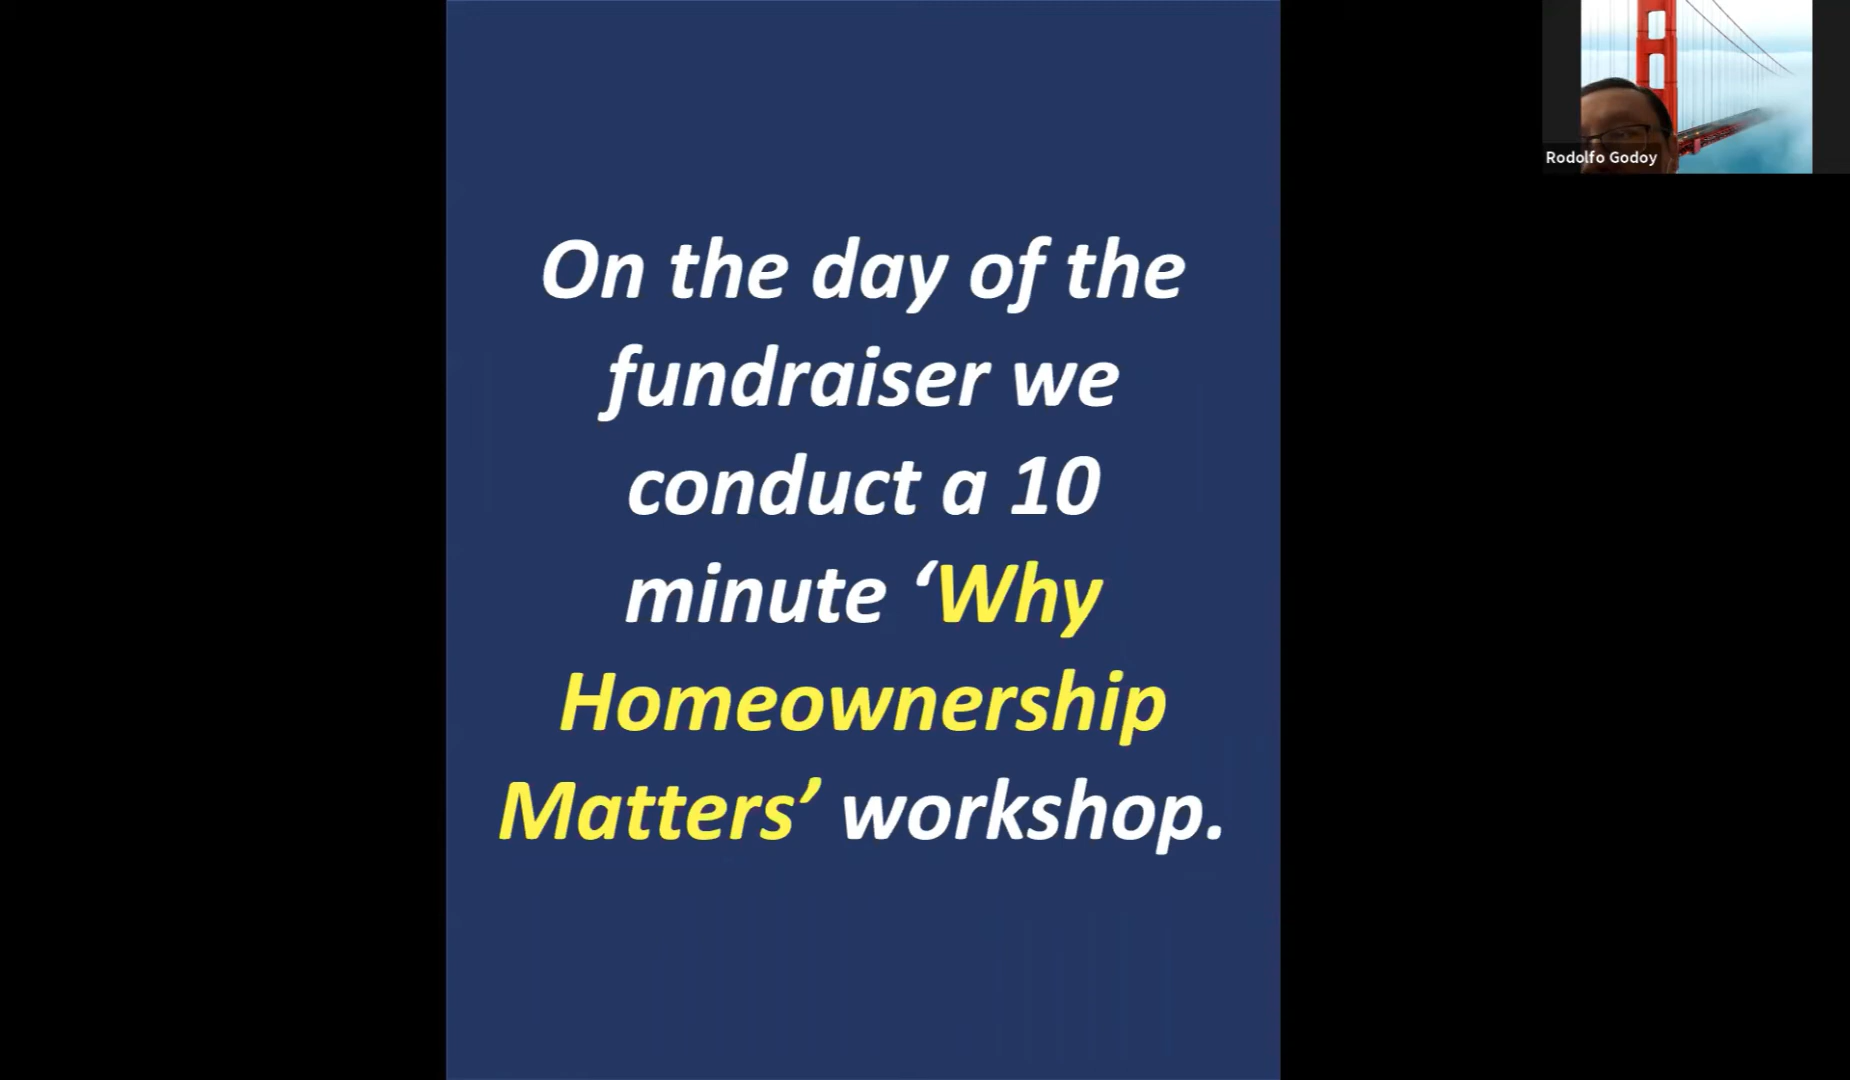 On the day of the
fundraiser we
conduct a 10
minute ‘Why
Homeownership
Matters’ workshop.
Rodolfo Godoy